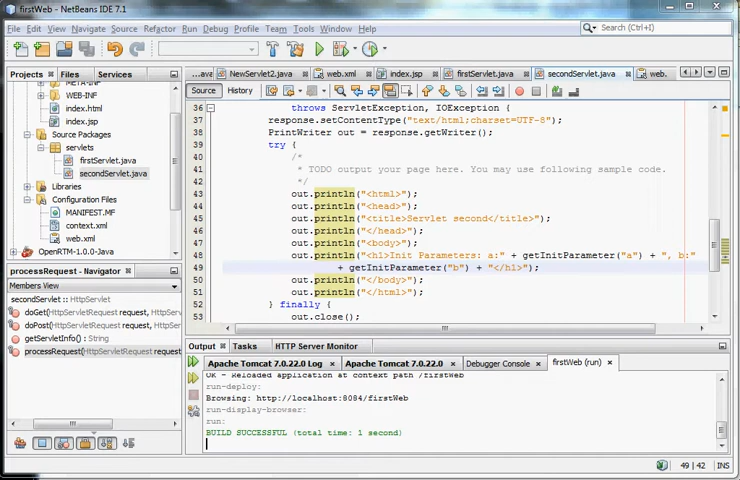 firstWeb - NetBeans IDE 7.1
File Edit View Navigate Source Refactor Run Debug Profile Team Tools Window Help
Search (Ctrl+I)
Projects Files Services
META-INF
WEB-INF
index.html
index.jsp
Source Packages
servlets
firstServlet.java
secondServlet.java
Libraries
Configuration Files
MANIFEST.MF
context.xml
web.xml
OpenRTM-1.0.0-Java
processRequest - Navigator
Members View
secondServlet :: HttpServlet
doGet(HttpServletRequest request, H
doPost(HttpServletRequest request,
getServletInfo() : String
processRequest(HttpServletRequest
...ava NewServlet2.java web.xml index.jsp firstServlet.java secondServlet.java web.
Source History
36 throws ServletException, IOException {
37 response.setContentType("text/html;charset=UTF-8");
38 PrintWriter out = response.getWriter();
39 try {
40 /*
41 * TODO output your page here. You may use following sample code.
42 */
43 out.println("<html>");
44 out.println("<head>");
45 out.println("<title>Servlet second</title>");
46 out.println("</head>");
47 out.println("<body>");
48 out.println("<h1>Init Parameters: a:" + getInitParameter("a") + ", b:"
49 + getInitParameter("b") + "</h1>");
50 out.println("</body>");
51 out.println("</html>");
52 } finally {
53 out.close();
Output Tasks HTTP Server Monitor
Apache Tomcat 7.0.22.0 Log Apache Tomcat 7.0.22.0 Debugger Console firstWeb (run)
OK - Reloaded application at context path /firstWeb
run-deploy:
Browsing: http://localhost:8084/firstWeb
run-display-browser:
run:
BUILD SUCCESSFUL (total time: 1 second)
49 | 42 INS